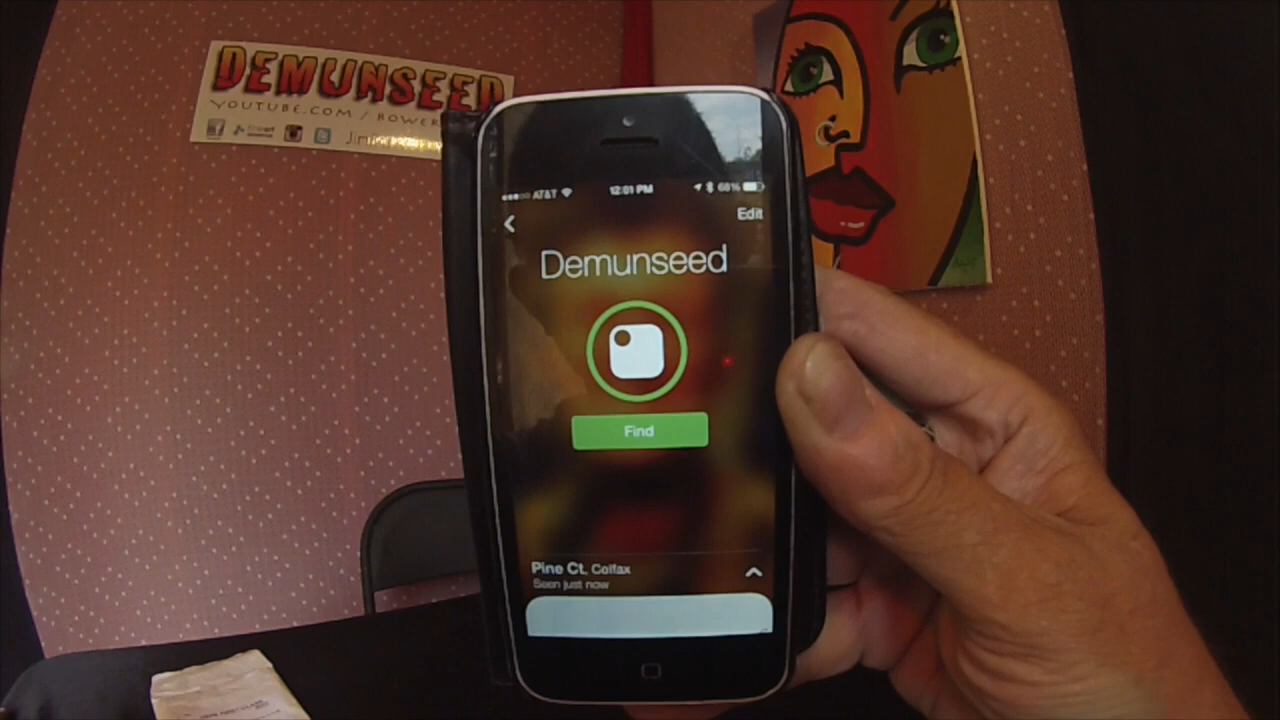 DEMUNSEED
YOUTUBE.COM / BOWER
AT&T 12:01 PM 68%
Edit
Demunseed
Find
Pine Ct, Colfax
Seen just now